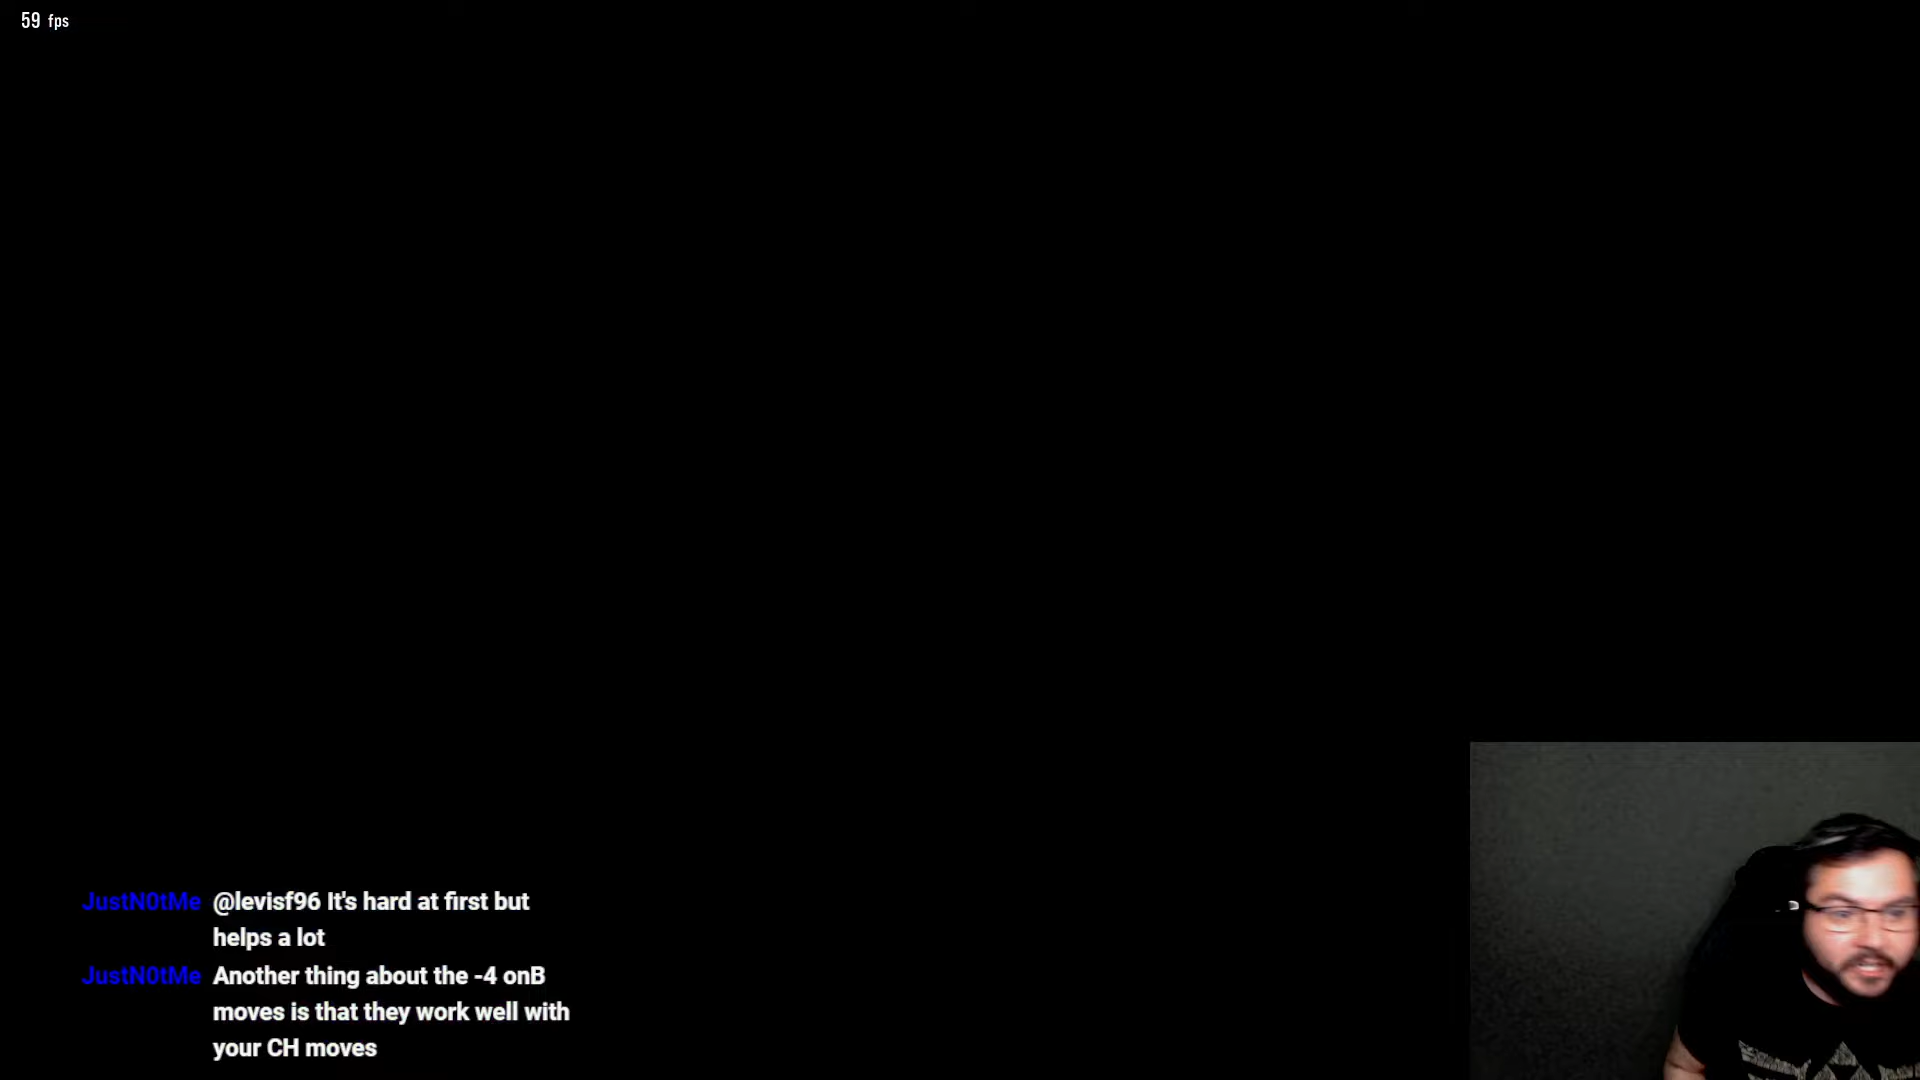 59 fps
JustN0tMe @levisf96 It's hard at first but
helps a lot
JustN0tMe Another thing about the -4 onB
moves is that they work well with
your CH moves